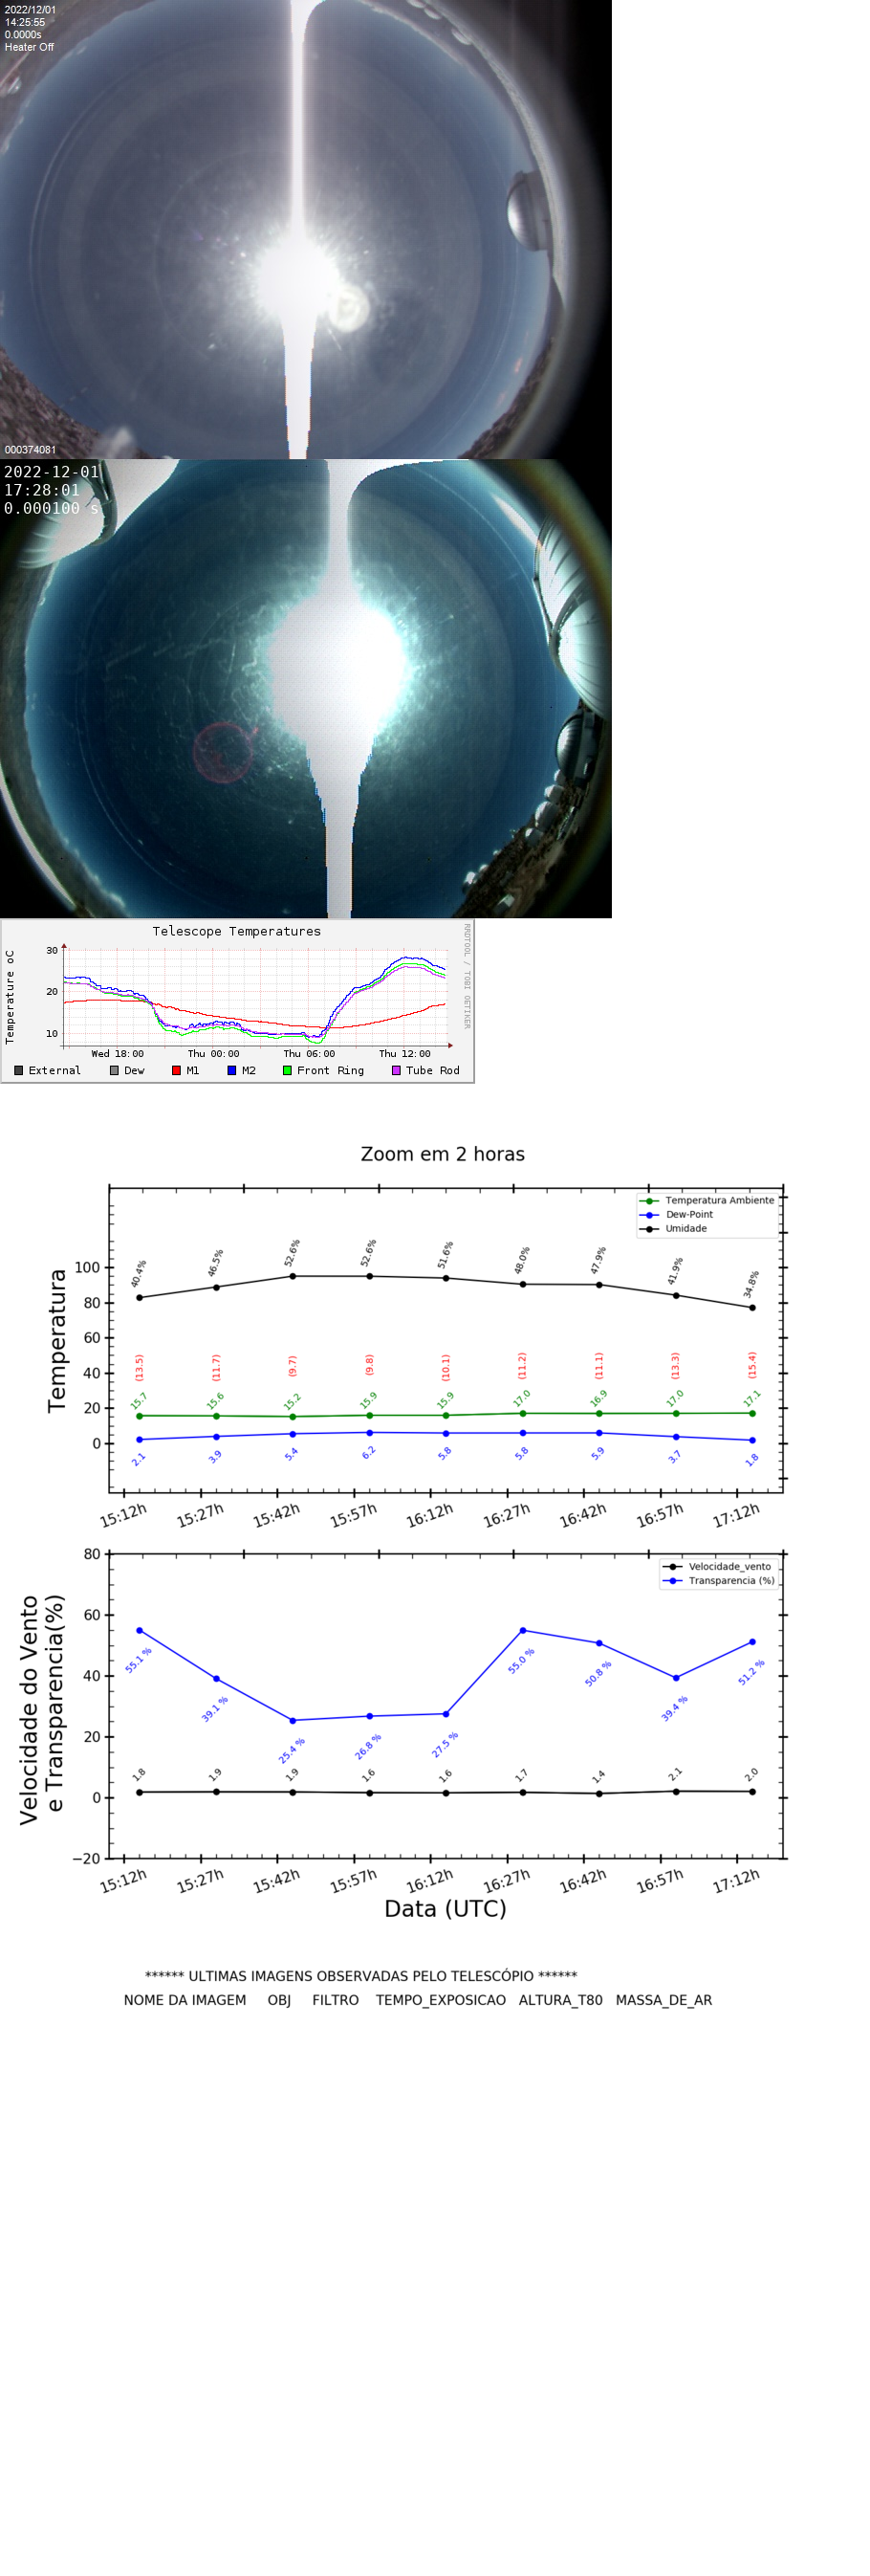 2022/12/01
14:25:55
0.0000s
Heater Off
000374081
2022-12-01
17:28:01
0.000100 s
Telescope Temperatures
Temperature oC
30
20
10
Wed 18:00 Thu 00:00 Thu 06:00 Thu 12:00
External Dew M1 M2 Front Ring Tube Rod
RRDTOOL / TOBI OETIKER
Zoom em 2 horas
Temperatura
Temperatura Ambiente
Dew-Point
Umidade
100
80
60
40
20
0
40.4% 46.5% 52.6% 52.6% 51.6% 48.0% 47.9% 41.9% 34.8%
(13.5) (11.7) (9.7) (9.8) (10.1) (11.2) (11.1) (13.3) (15.4)
15.7 15.6 15.2 15.9 15.9 17.0 16.9 17.0 17.1
2.1 3.9 5.4 6.2 5.8 5.8 5.9 3.7 1.8
15:12h 15:27h 15:42h 15:57h 16:12h 16:27h 16:42h 16:57h 17:12h
Velocidade do Vento
e Transparencia(%)
Velocidade_vento
Transparencia (%)
80
60
40
20
0
−20
55.1 % 39.1 % 25.4 % 26.8 % 27.5 % 55.0 % 50.8 % 39.4 % 51.2 %
1.8 1.9 1.9 1.6 1.6 1.7 1.4 2.1 2.0
15:12h 15:27h 15:42h 15:57h 16:12h 16:27h 16:42h 16:57h 17:12h
Data (UTC)
****** ULTIMAS IMAGENS OBSERVADAS PELO TELESCÓPIO ******
NOME DA IMAGEM OBJ FILTRO TEMPO_EXPOSICAO ALTURA_T80 MASSA_DE_AR